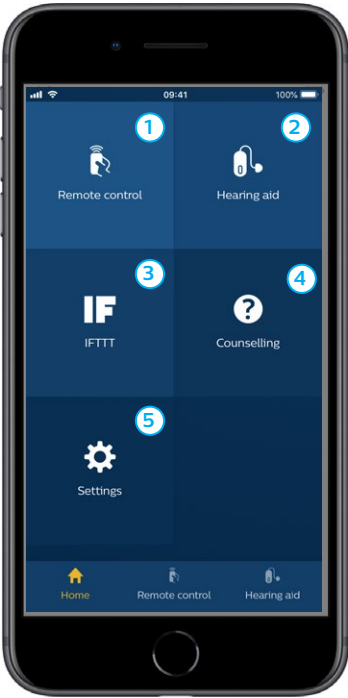 09:41 100%
1 2
Remote control Hearing aid
3 4
IF
IFTTT Counselling
5
Settings
Home Remote control Hearing aid